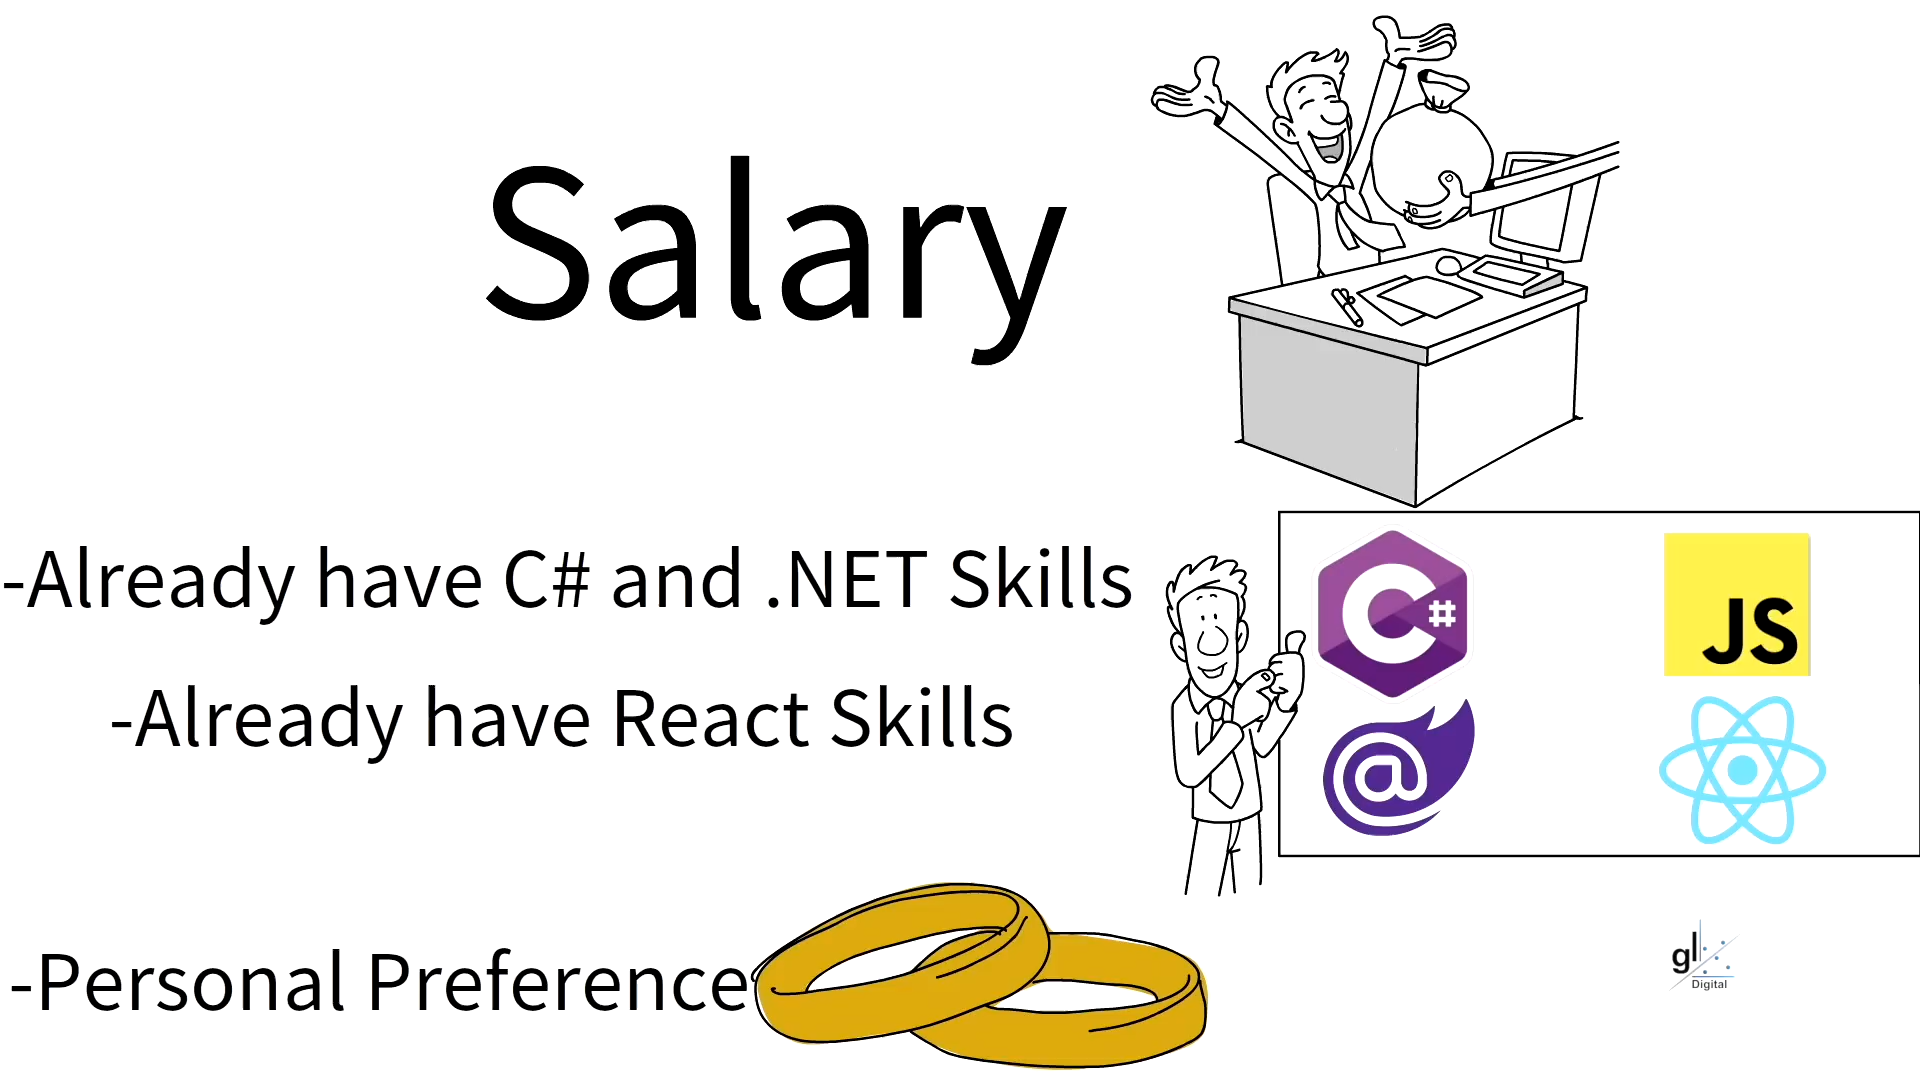 Salary
-Already have C# and .NET Skills
-Already have React Skills
C#
JS
@
-Personal Preference
gl
Digital